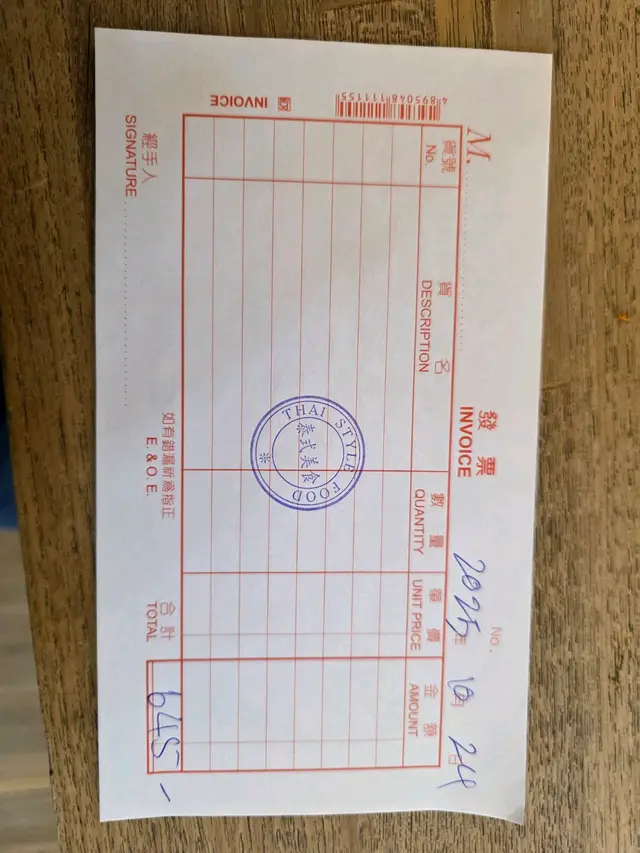 發 票
INVOICE
No.
M.
2025年 10月 24日
貨號
No.
貨 名
DESCRIPTION
數 量
QUANTITY
單 價
UNIT PRICE
金 額
AMOUNT
THAI STYLE FOOD
泰式美食
合 計
TOTAL
645 -
如有錯漏祈為指正
E. & O. E.
經手人
SIGNATURE
INVOICE
4895048111155